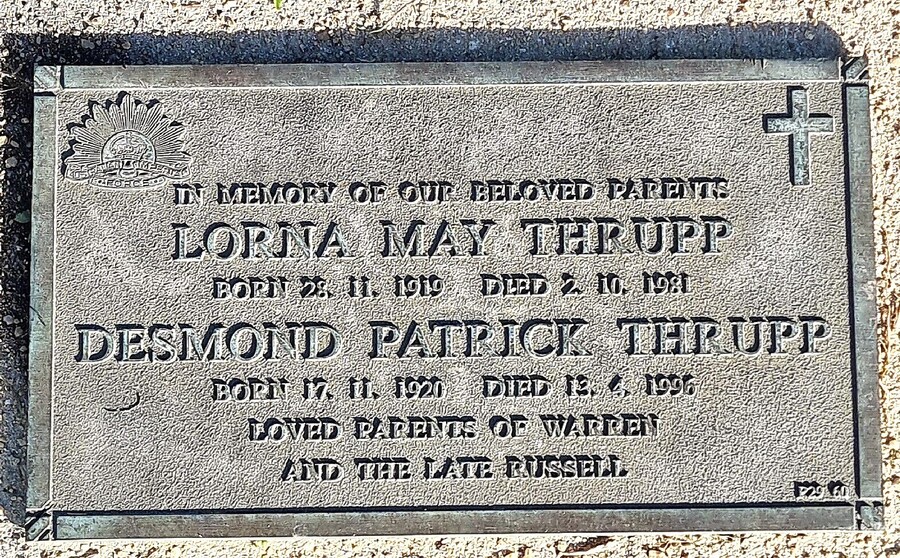 IN MEMORY OF OUR BELOVED PARENTS
LORNA MAY THRUPP
BORN 28. 11. 1919 DIED 2. 10. 1981
DESMOND PATRICK THRUPP
BORN 17. 11. 1920 DIED 13. 4. 1996
LOVED PARENTS OF WARREN
AND THE LATE RUSSELL